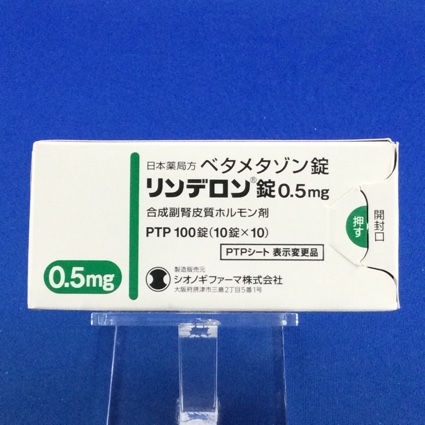 日本薬局方 ベタメタゾン錠
リンデロン®錠0.5mg
合成副腎皮質ホルモン剤
PTP 100錠(10錠×10)
PTPシート 表示変更品
製造販売元
シオノギファーマ株式会社
大阪府摂津市三島2丁目5番1号
0.5mg
開封口
押す